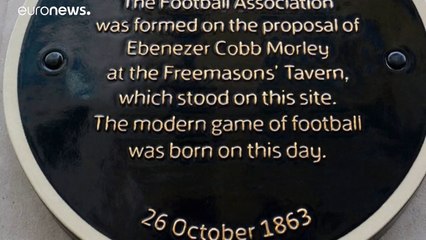 euronews.
The Football Association
was formed on the proposal of
Ebenezer Cobb Morley
at the Freemasons' Tavern,
which stood on this site.
The modern game of football
was born on this day.
26 October 1863